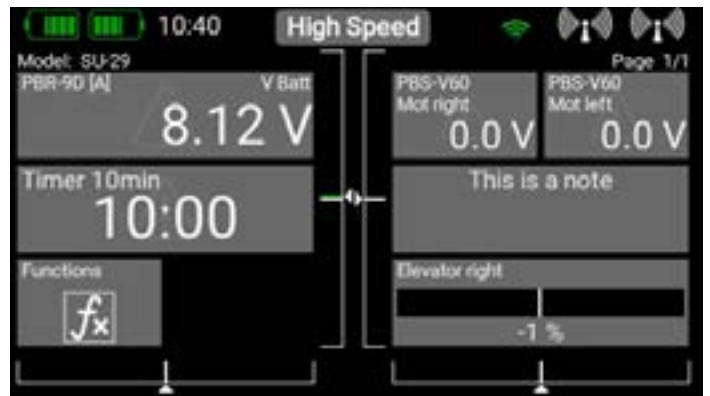 10:40 High Speed
Model: SU-29 Page 1/1
PBR-9D [A] V Batt
8.12 V
PBS-V60
Mot right
0.0 V
PBS-V60
Mot left
0.0 V
Timer 10min
10:00
This is a note
Functions
fx
Elevator right
-1 %